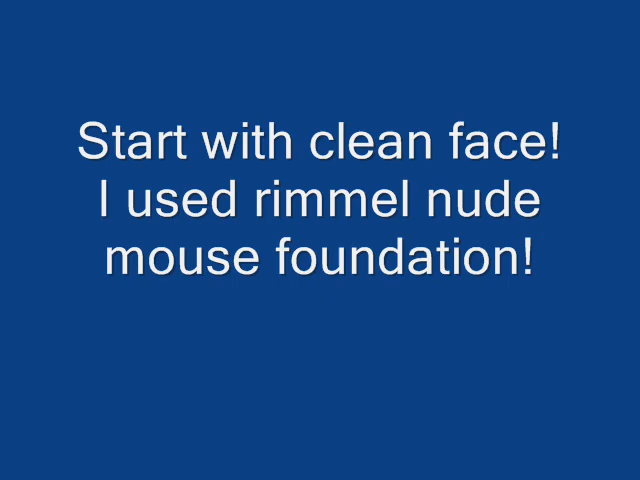 Start with clean face!
I used rimmel nude
mouse foundation!